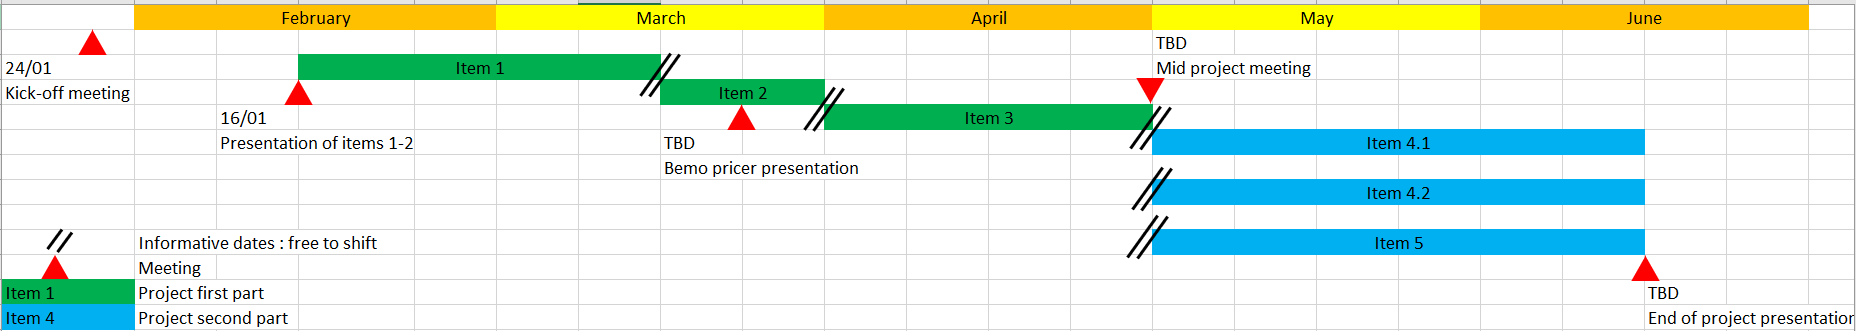 February March April May June
TBD
24/01 Item 1 Mid project meeting
Kick-off meeting Item 2
16/01 Item 3
Presentation of items 1-2 TBD Item 4.1
Bemo pricer presentation
Item 4.2
Informative dates : free to shift Item 5
Meeting
Item 1 Project first part TBD
Item 4 Project second part End of project presentation